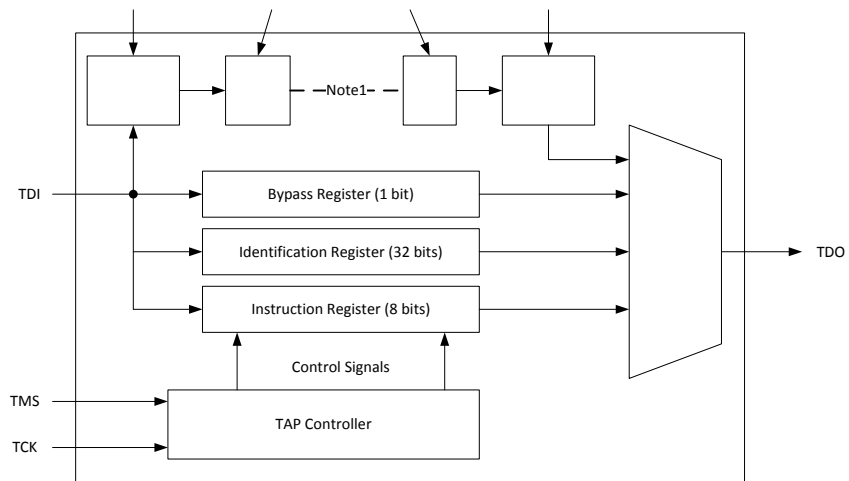 Note1
TDI
Bypass Register (1 bit)
Identification Register (32 bits)
TDO
Instruction Register (8 bits)
Control Signals
TMS
TAP Controller
TCK